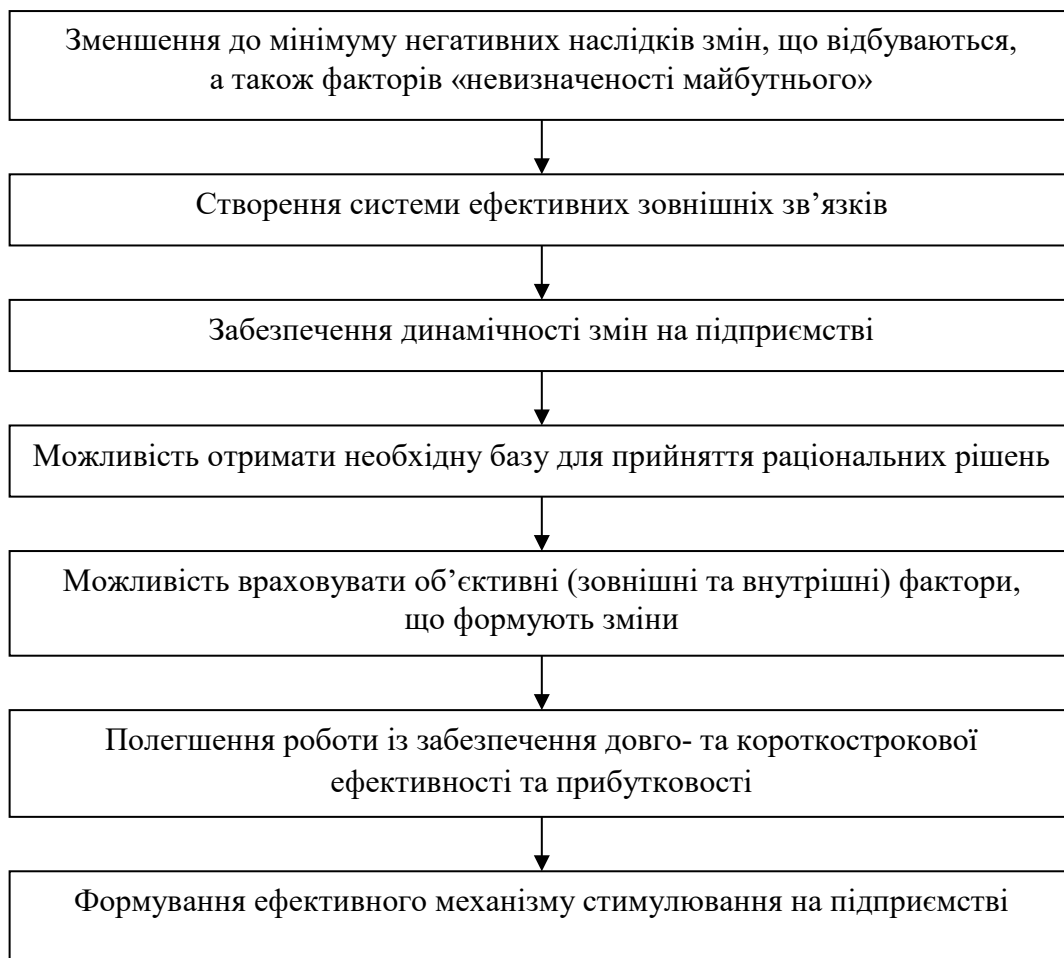 Зменшення до мінімуму негативних наслідків змін, що відбуваються,
а також факторів «невизначеності майбутнього»
Створення системи ефективних зовнішніх зв’язків
Забезпечення динамічності змін на підприємстві
Можливість отримати необхідну базу для прийняття раціональних рішень
Можливість враховувати об’єктивні (зовнішні та внутрішні) фактори,
що формують зміни
Полегшення роботи із забезпечення довго- та короткострокової
ефективності та прибутковості
Формування ефективного механізму стимулювання на підприємстві